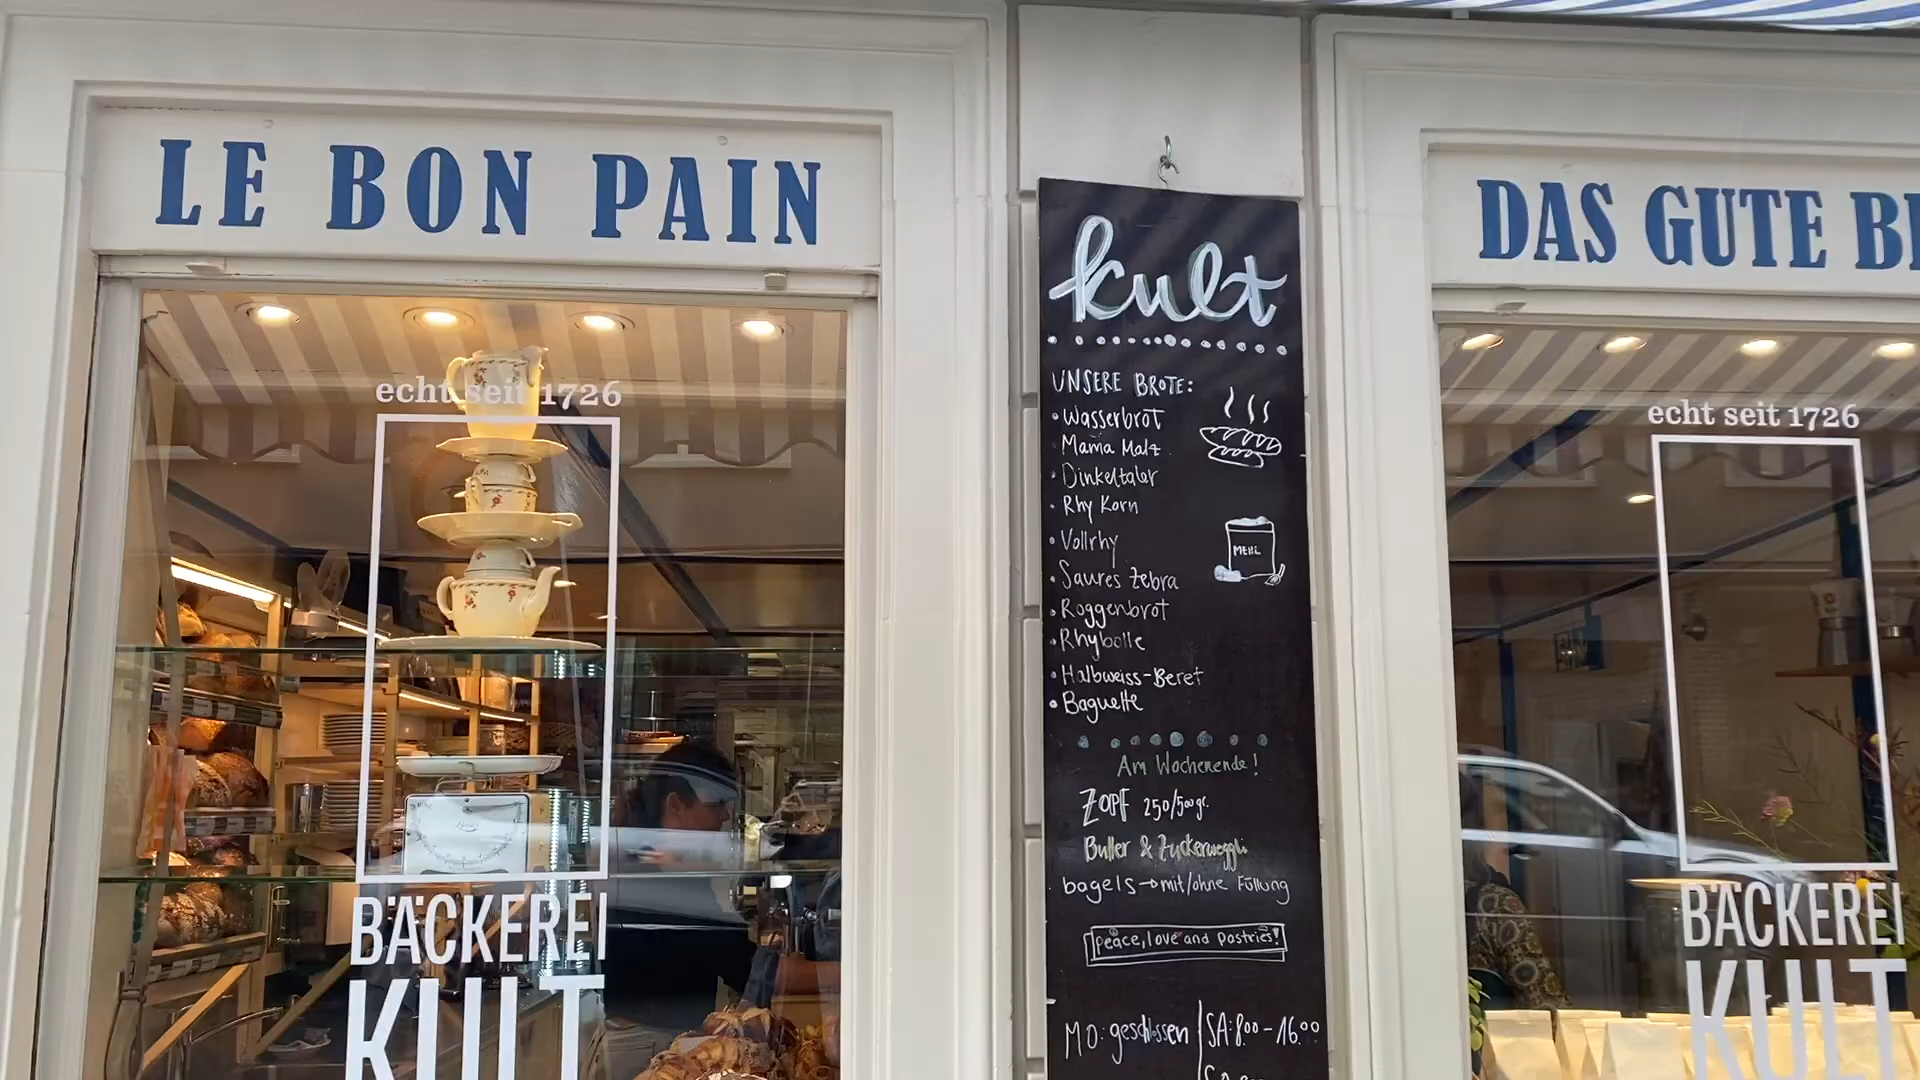 LE BON PAIN
echt seit 1726
BÄCKEREI
KULT
kult
UNSERE BROTE:
• Wasserbrot
• Mama Malz
• Dinkeltaler
• Rhy Korn
• Vollrhy
• Saures Zebra
• Roggenbrot
• Rhybolle
• Halbweiss-Beret
• Baguette
MEHL
Am Wochenende!
ZOPF 250/500gr.
Butter & Zuckerweggli
bagels → mit/ohne Füllung
peace, love and pastries!
MO: geschlossen | SA: 8.00 - 16.00
DAS GUTE
echt seit 1726
BÄCKEREI
KULT